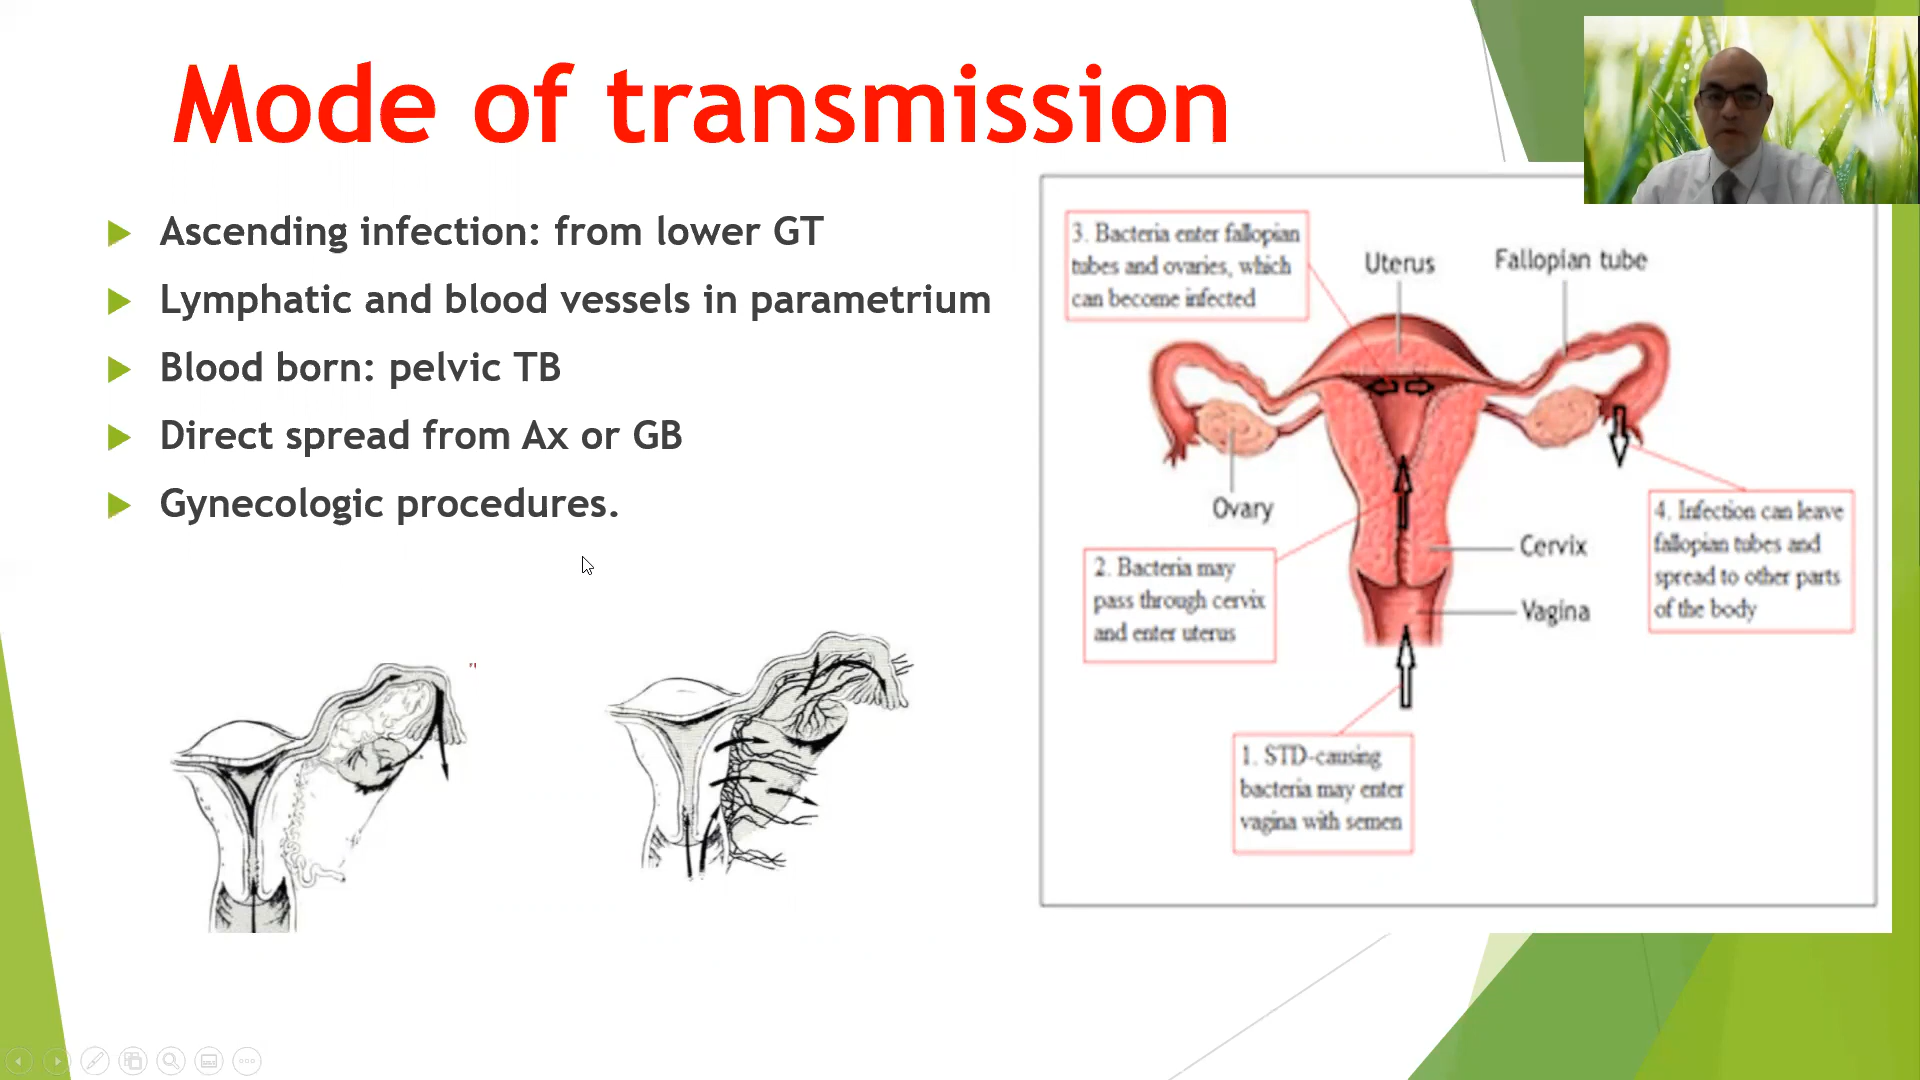 Mode of transmission
Ascending infection: from lower GT
Lymphatic and blood vessels in parametrium
Blood born: pelvic TB
Direct spread from Ax or GB
Gynecologic procedures.
3. Bacteria enter fallopian
tubes and ovaries, which
can become infected
Uterus
Fallopian tube
Ovary
2. Bacteria may
pass through cervix
and enter uterus
Cervix
Vagina
4. Infection can leave
fallopian tubes and
spread to other parts
of the body
1. STD-causing
bacteria may enter
vagina with semen